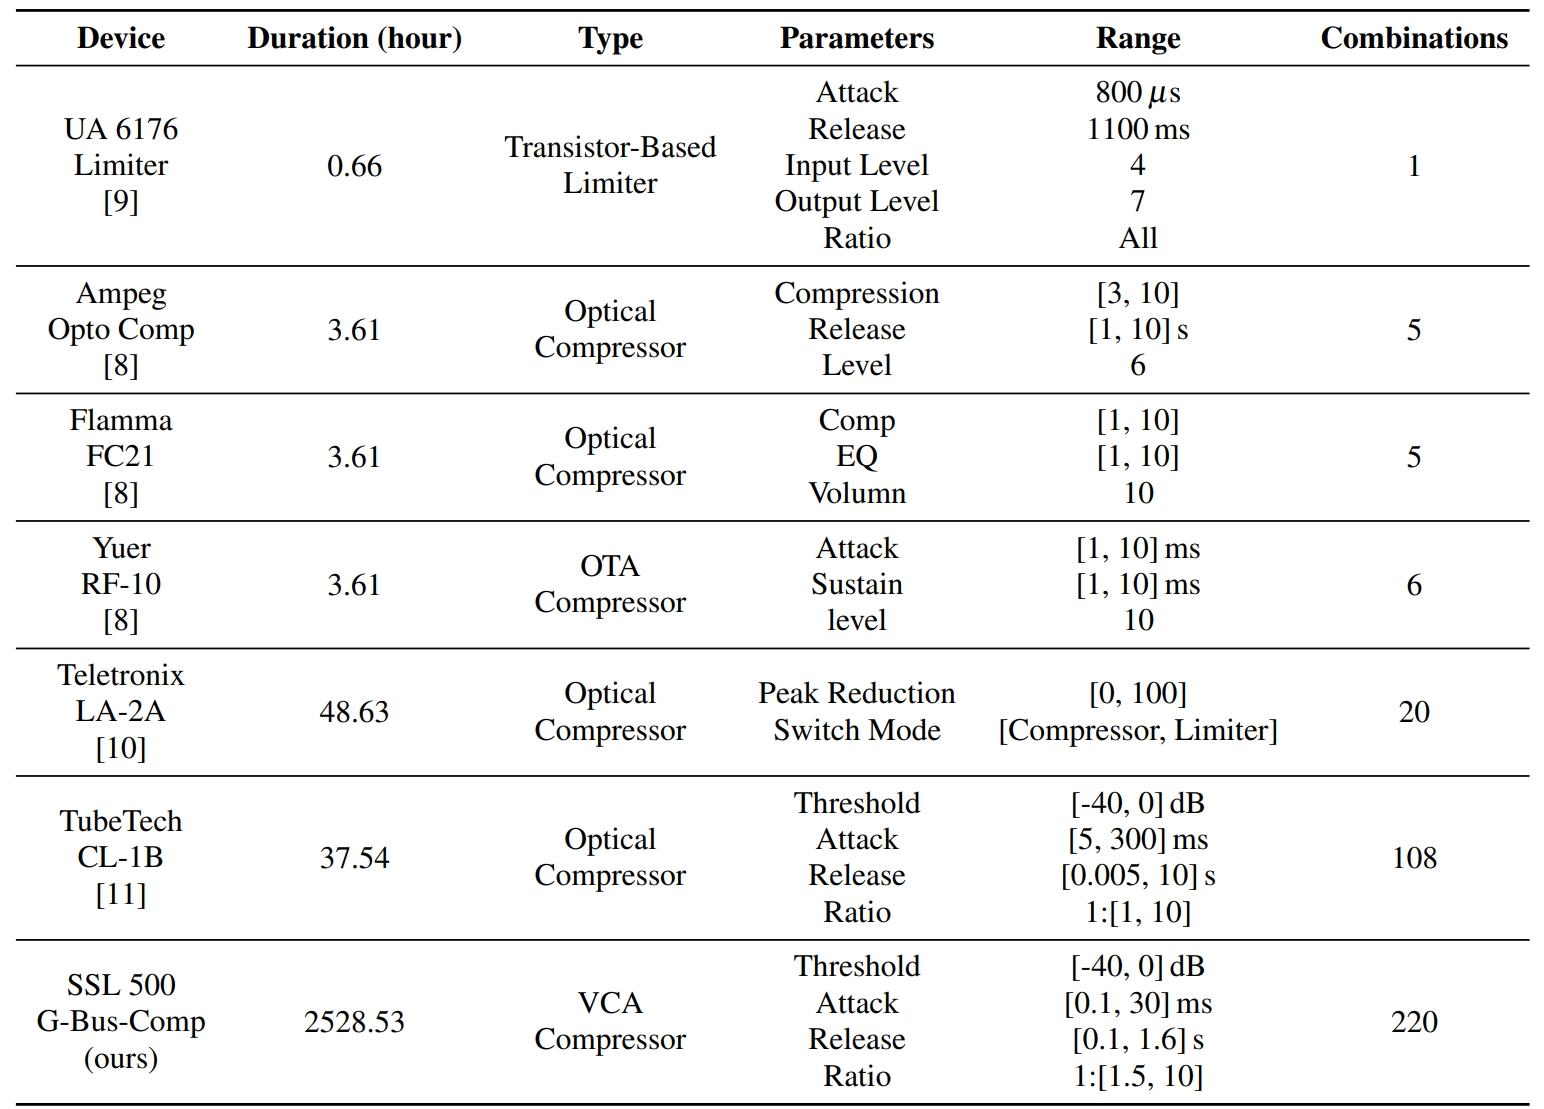 Device Duration (hour) Type Parameters Range Combinations
UA 6176
Limiter
[9]
0.66
Transistor-Based
Limiter
Attack
Release
Input Level
Output Level
Ratio
800 μs
1100 ms
4
7
All
1
Ampeg
Opto Comp
[8]
3.61
Optical
Compressor
Compression
Release
Level
[3, 10]
[1, 10] s
6
5
Flamma
FC21
[8]
3.61
Optical
Compressor
Comp
EQ
Volumn
[1, 10]
[1, 10]
10
5
Yuer
RF-10
[8]
3.61
OTA
Compressor
Attack
Sustain
level
[1, 10] ms
[1, 10] ms
10
6
Teletronix
LA-2A
[10]
48.63
Optical
Compressor
Peak Reduction
Switch Mode
[0, 100]
[Compressor, Limiter]
20
TubeTech
CL-1B
[11]
37.54
Optical
Compressor
Threshold
Attack
Release
Ratio
[-40, 0] dB
[5, 300] ms
[0.005, 10] s
1:[1, 10]
108
SSL 500
G-Bus-Comp
(ours)
2528.53
VCA
Compressor
Threshold
Attack
Release
Ratio
[-40, 0] dB
[0.1, 30] ms
[0.1, 1.6] s
1:[1.5, 10]
220